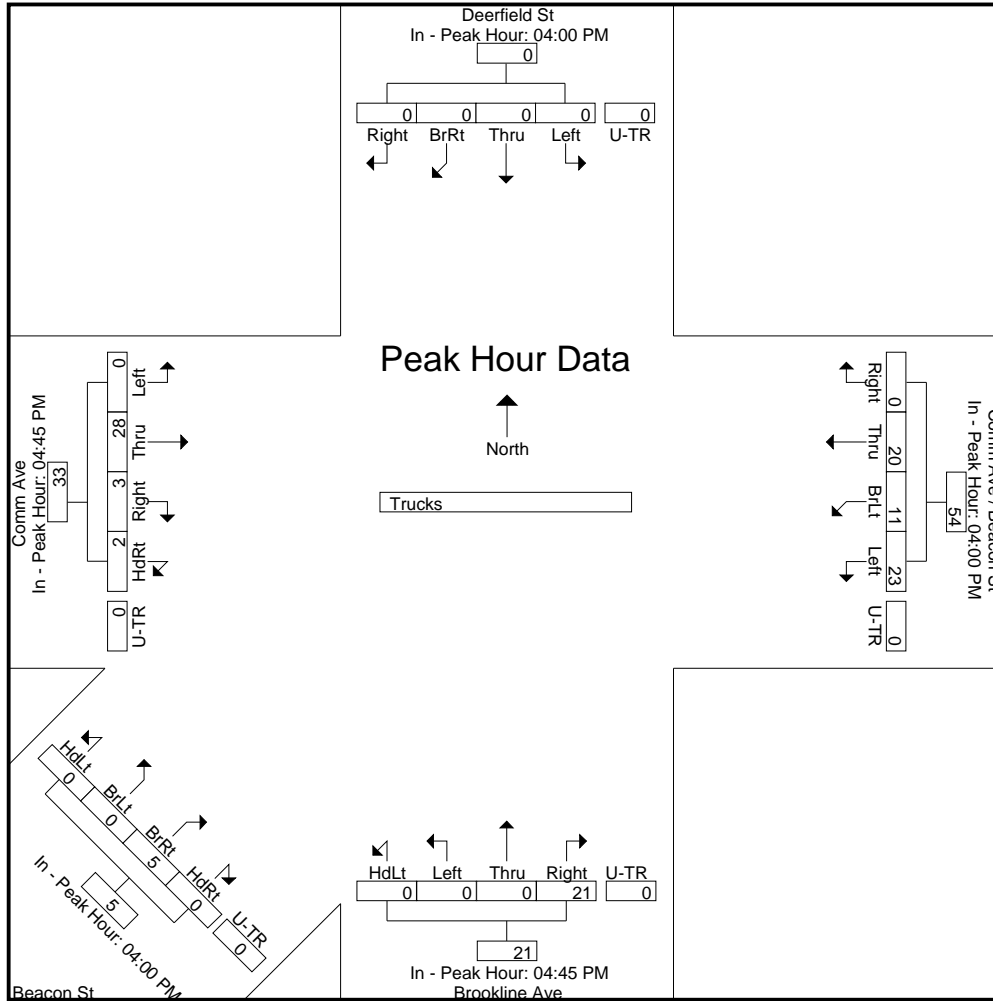 Deerfield St
In - Peak Hour: 04:00 PM
0
0 0 0 0 0
Right BrRt Thru Left U-TR
Peak Hour Data
North
Trucks
Comm Ave
In - Peak Hour: 04:45 PM
33
0 28 3 2 0
Left Thru Right HdRt U-TR
Comm Ave / Beacon St
In - Peak Hour: 04:00 PM
54
0 20 11 23 0
Right Thru BrLt Left U-TR
HdLt BrLt BrRt HdRt U-TR
0 0 5 0 0
5
In - Peak Hour: 04:00 PM
Beacon St
HdLt Left Thru Right U-TR
0 0 0 21 0
21
In - Peak Hour: 04:45 PM
Brookline Ave